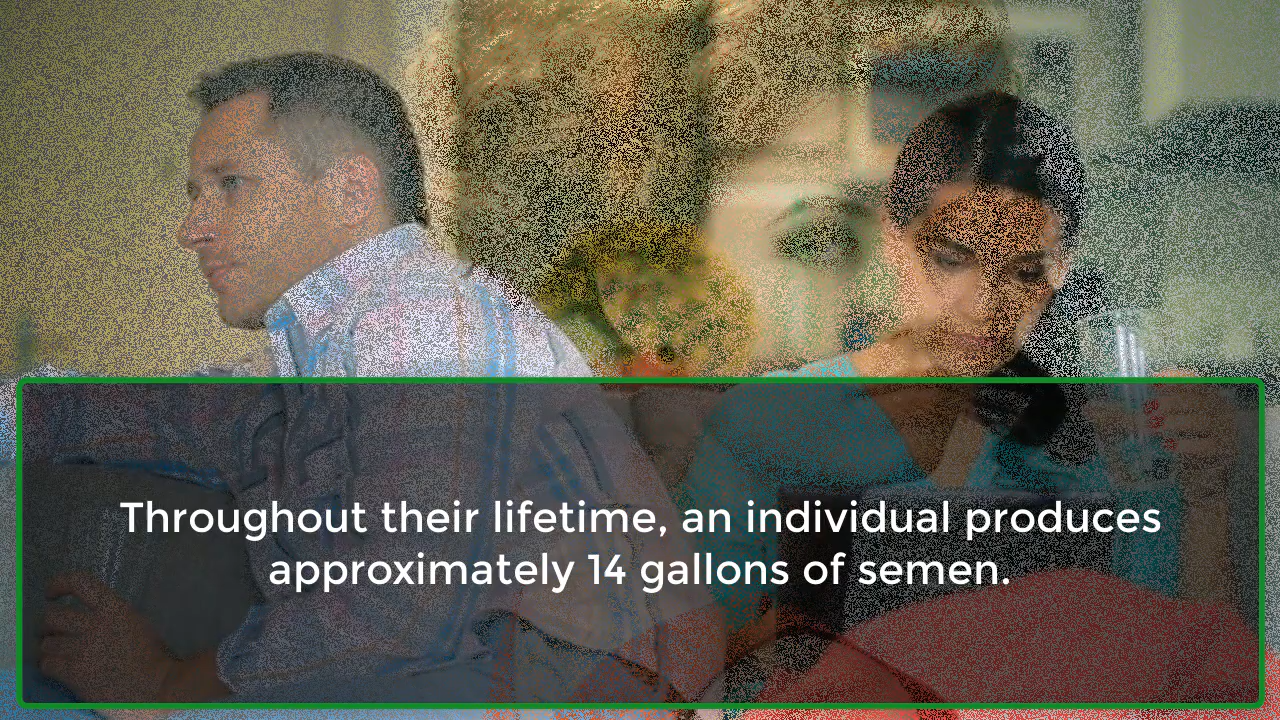 Throughout their lifetime, an individual produces
approximately 14 gallons of semen.